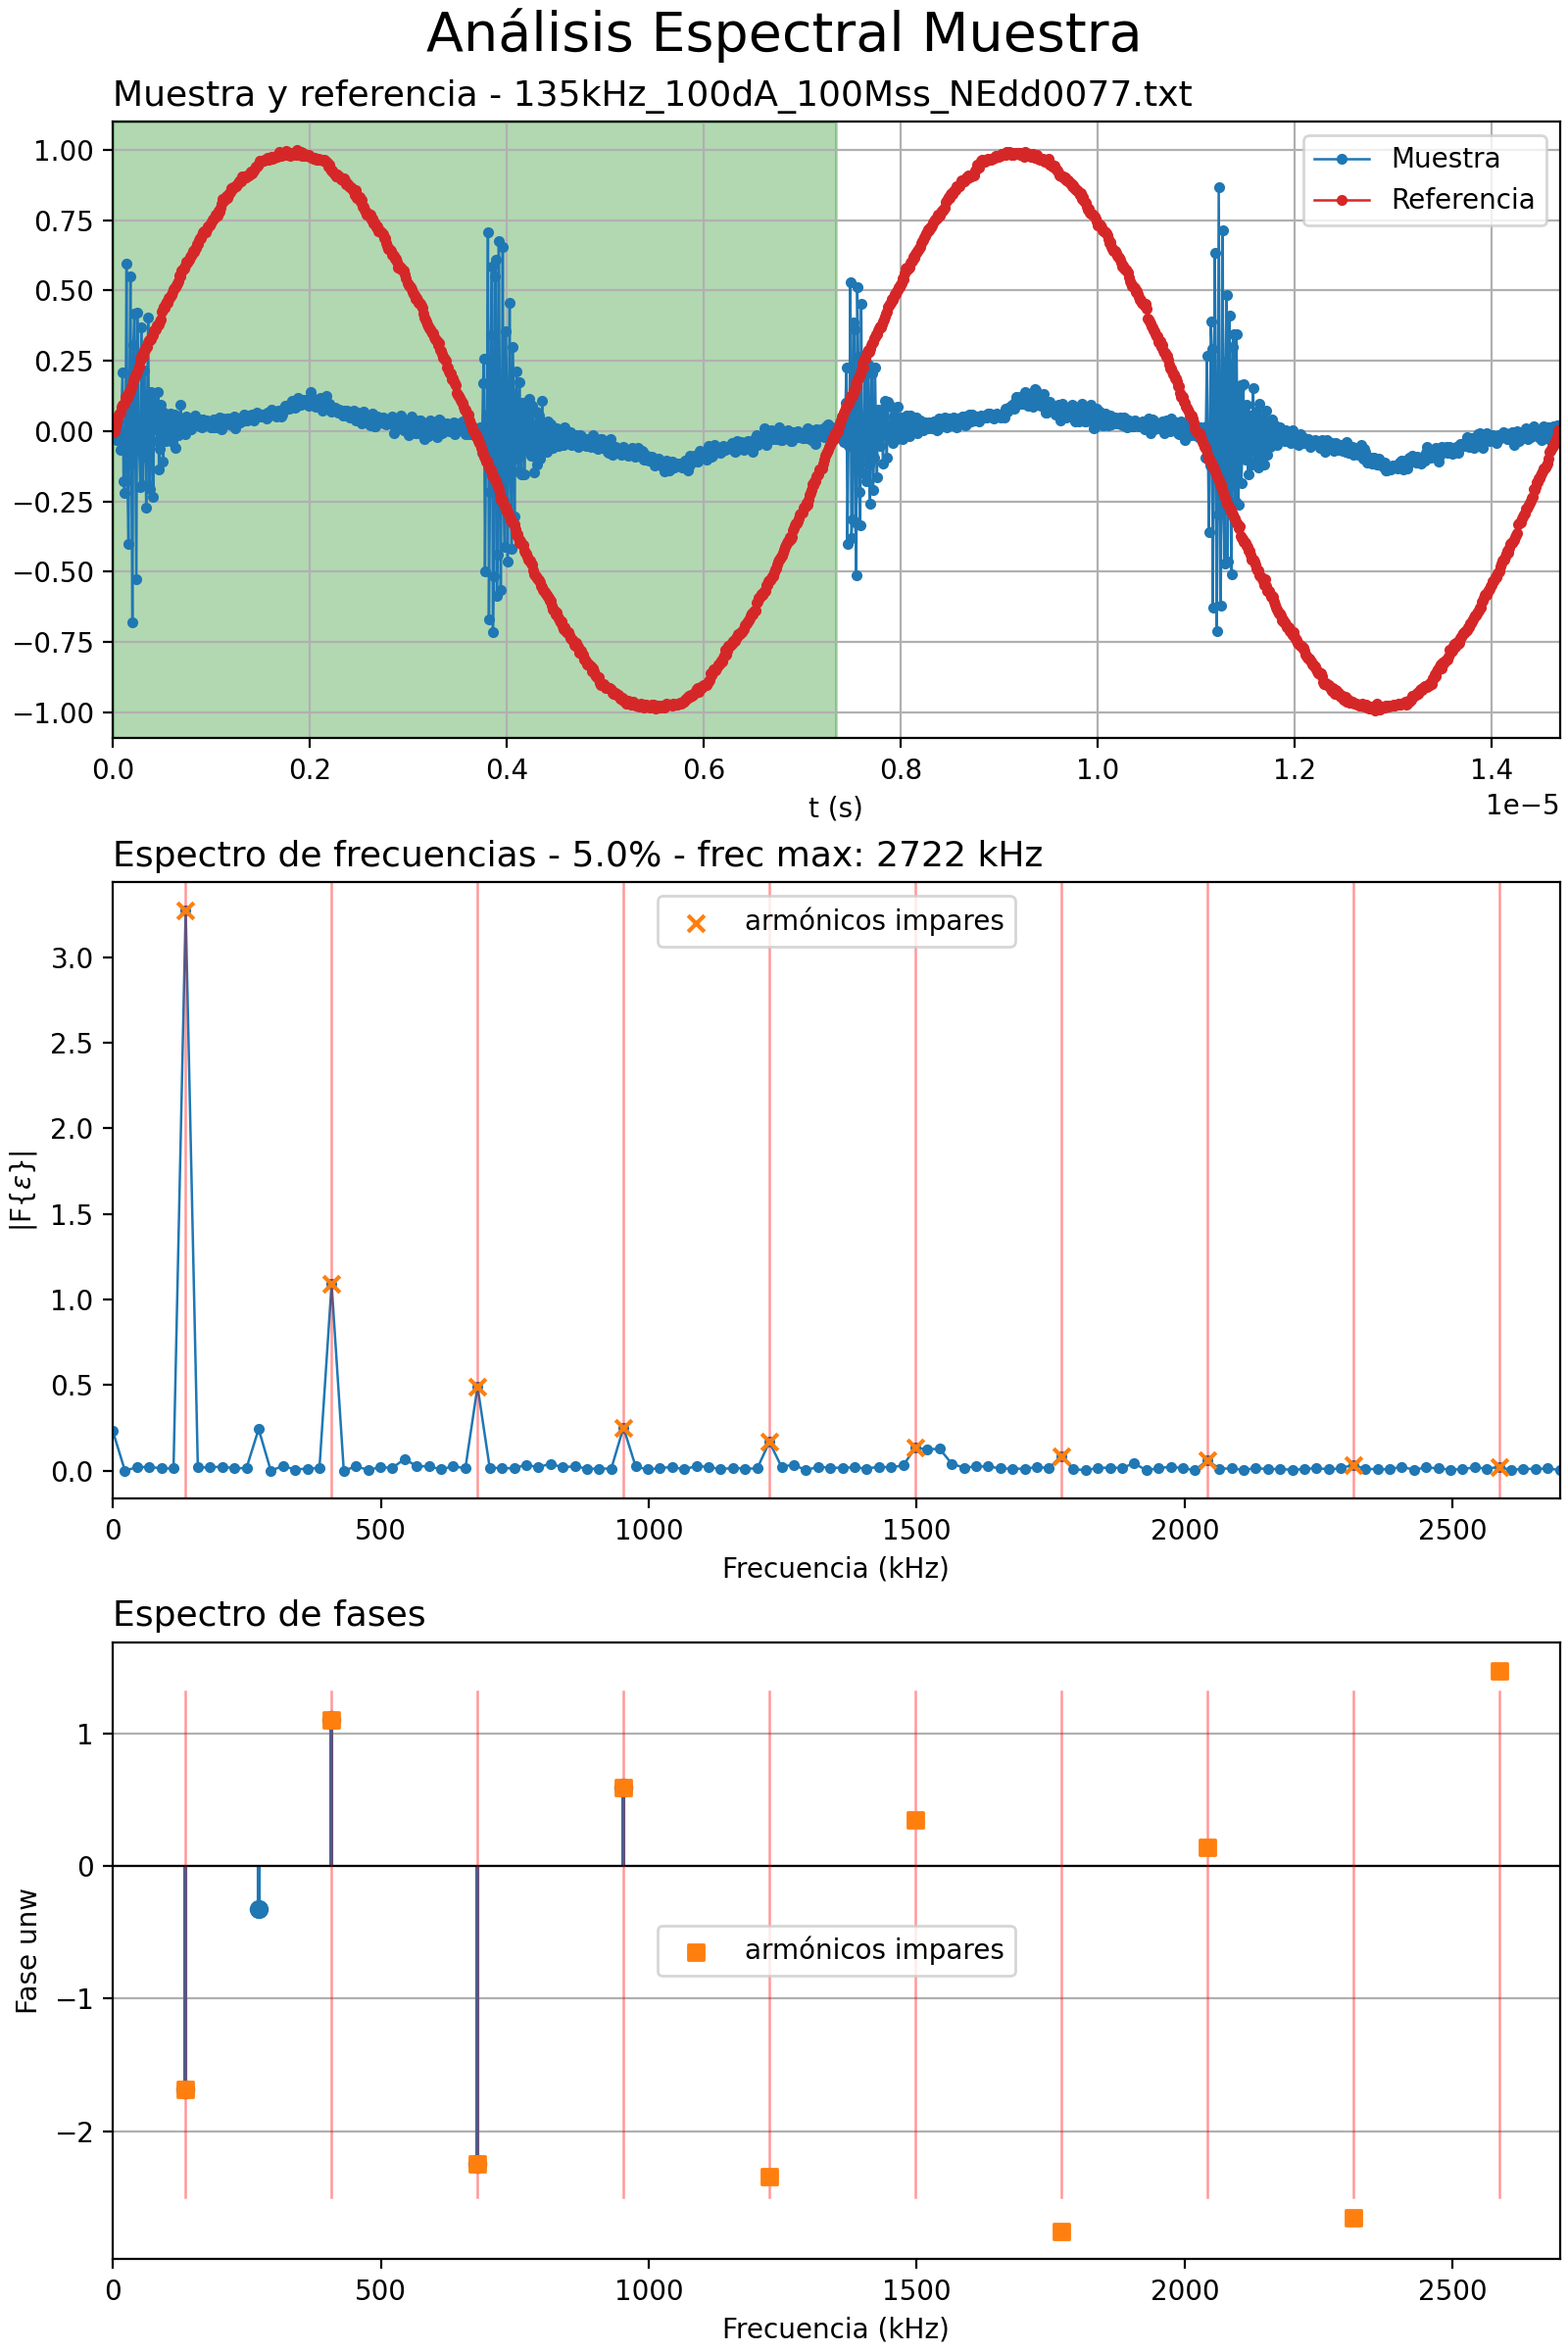 Análisis Espectral Muestra
Muestra y referencia - 135kHz_100dA_100Mss_NEdd0077.txt
Muestra
Referencia
1.00
0.75
0.50
0.25
0.00
−0.25
−0.50
−0.75
−1.00
0.0 0.2 0.4 0.6 0.8 1.0 1.2 1.4
t (s)
1e−5
Espectro de frecuencias - 5.0% - frec max: 2722 kHz
armónicos impares
3.0
2.5
2.0
1.5
1.0
0.5
0.0
|F{ε}|
0 500 1000 1500 2000 2500
Frecuencia (kHz)
Espectro de fases
1
0
−1
−2
Fase unw
armónicos impares
0 500 1000 1500 2000 2500
Frecuencia (kHz)